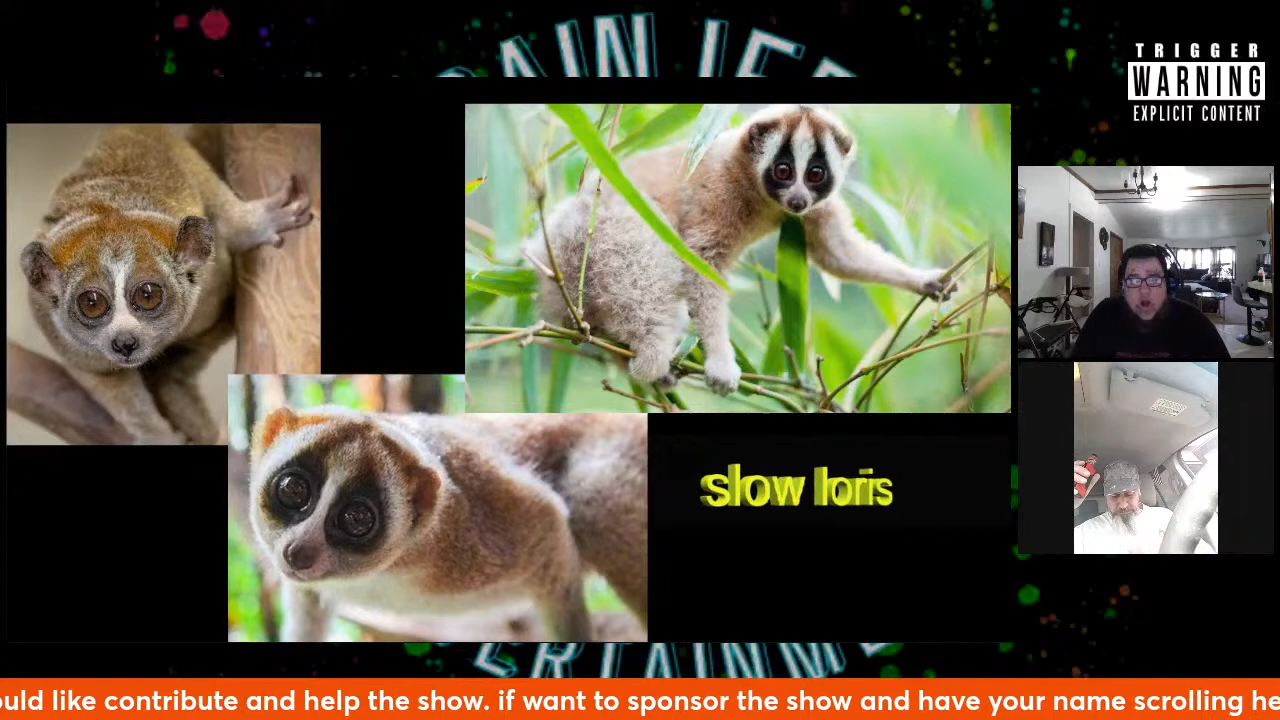 TRIGGER
WARNING
EXPLICIT CONTENT
slow loris
ould like contribute and help the show. if want to sponsor the show and have your name scrolling he